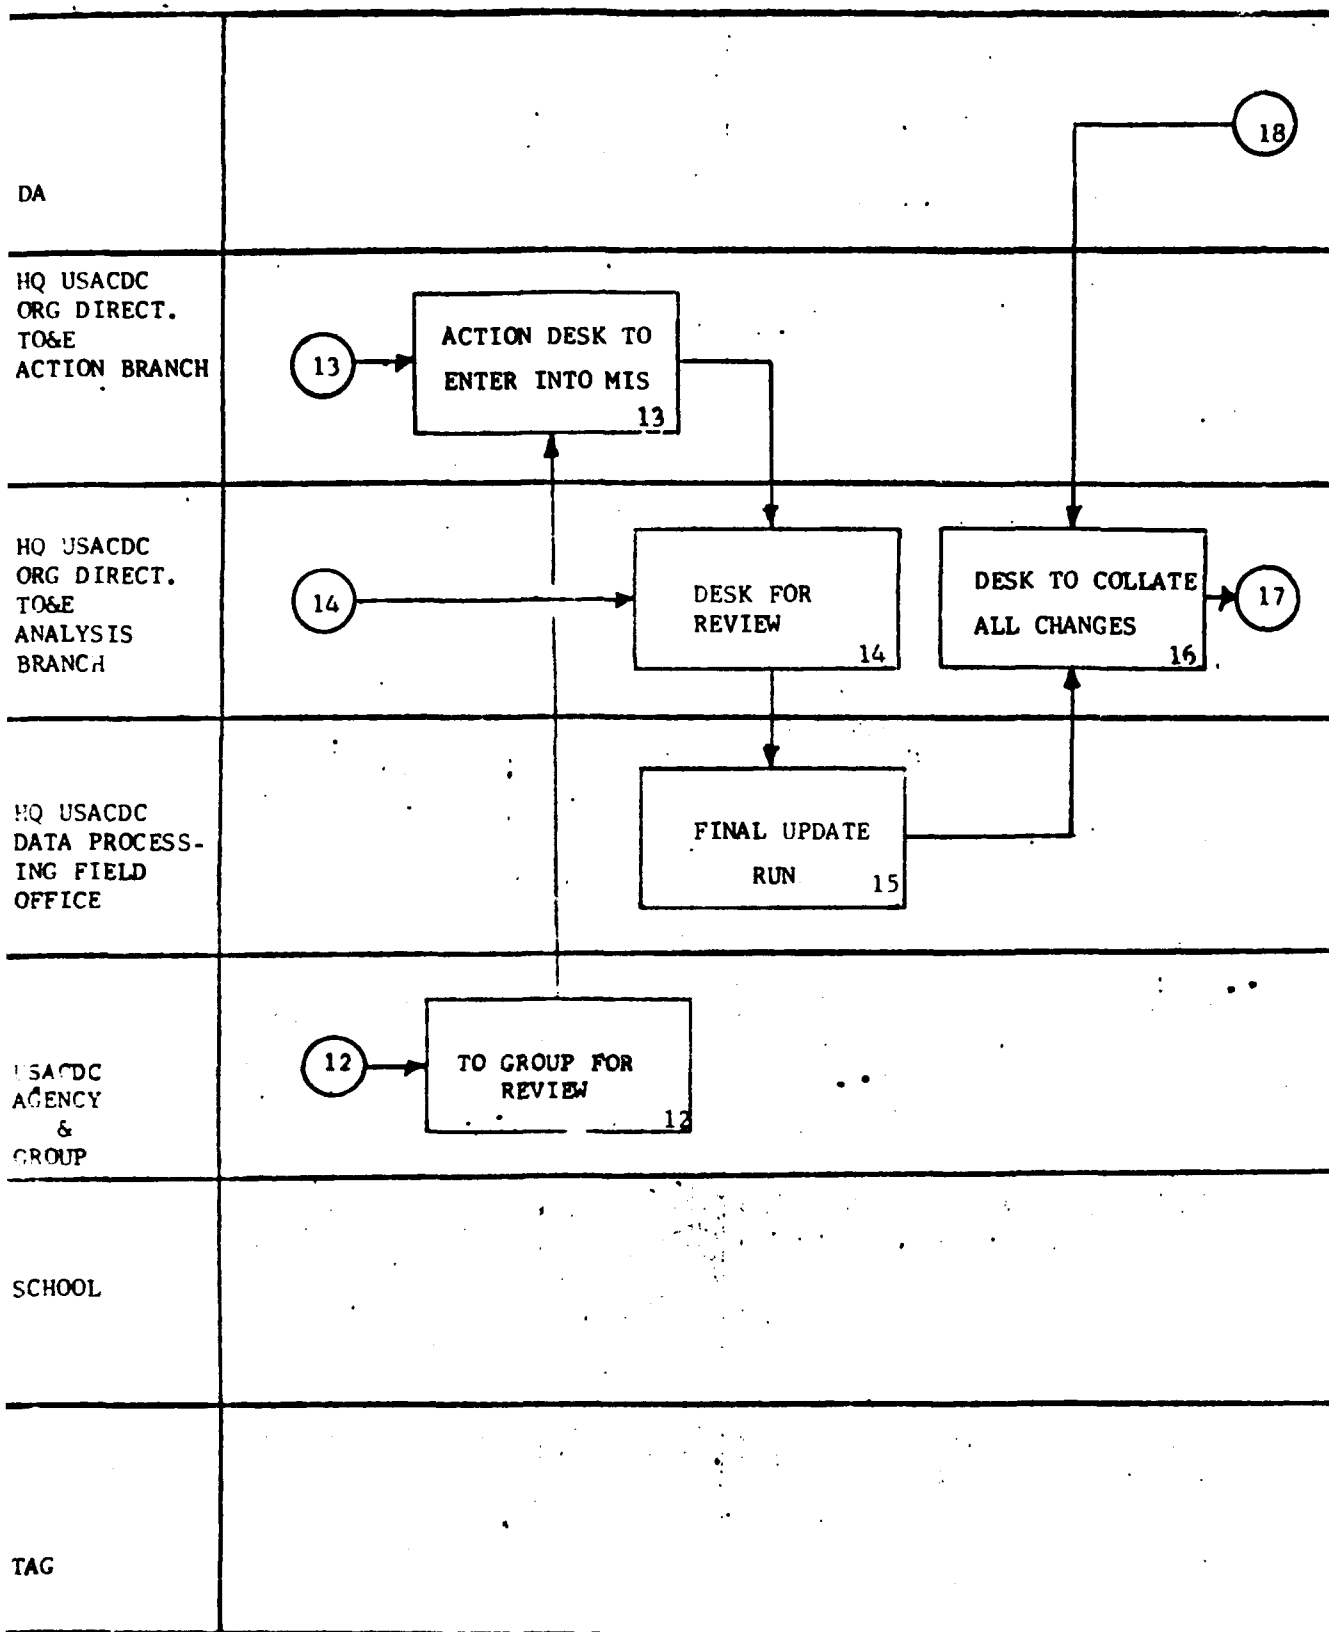 18
DA
HQ USACDC
ORG DIRECT.
TO&E
ACTION BRANCH
13
ACTION DESK TO
ENTER INTO MIS
13
HQ USACDC
ORG DIRECT.
TO&E
ANALYSIS
BRANCH
14
DESK FOR
REVIEW
14
DESK TO COLLATE
ALL CHANGES
16
17
HQ USACDC
DATA PROCESS-
ING FIELD
OFFICE
FINAL UPDATE
RUN
15
USACDC
AGENCY
&
GROUP
12
TO GROUP FOR
REVIEW
12
SCHOOL
TAG